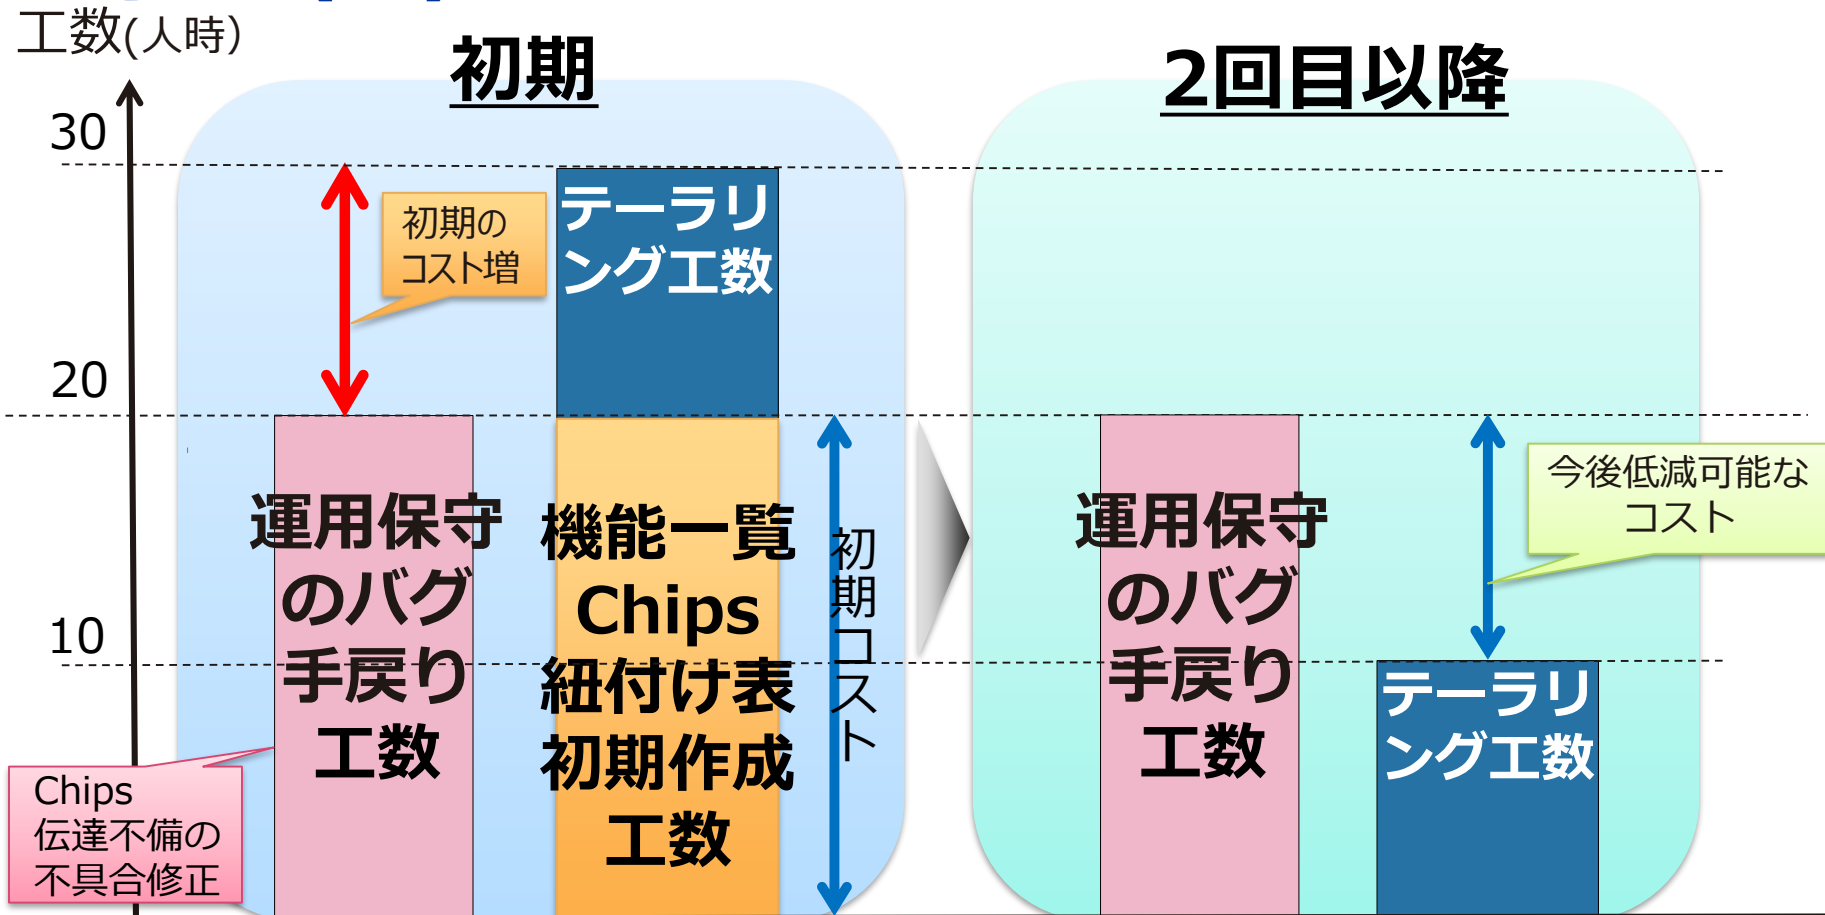 工数(人時)
初期
2回目以降
30
20
10
初期の
コスト増
テーラリ
ング工数
運用保守
のバグ
手戻り
工数
機能一覧
Chips
紐付け表
初期作成
工数
初期コスト
Chips
伝達不備の
不具合修正
運用保守
のバグ
手戻り
工数
今後低減可能な
コスト
テーラリ
ング工数